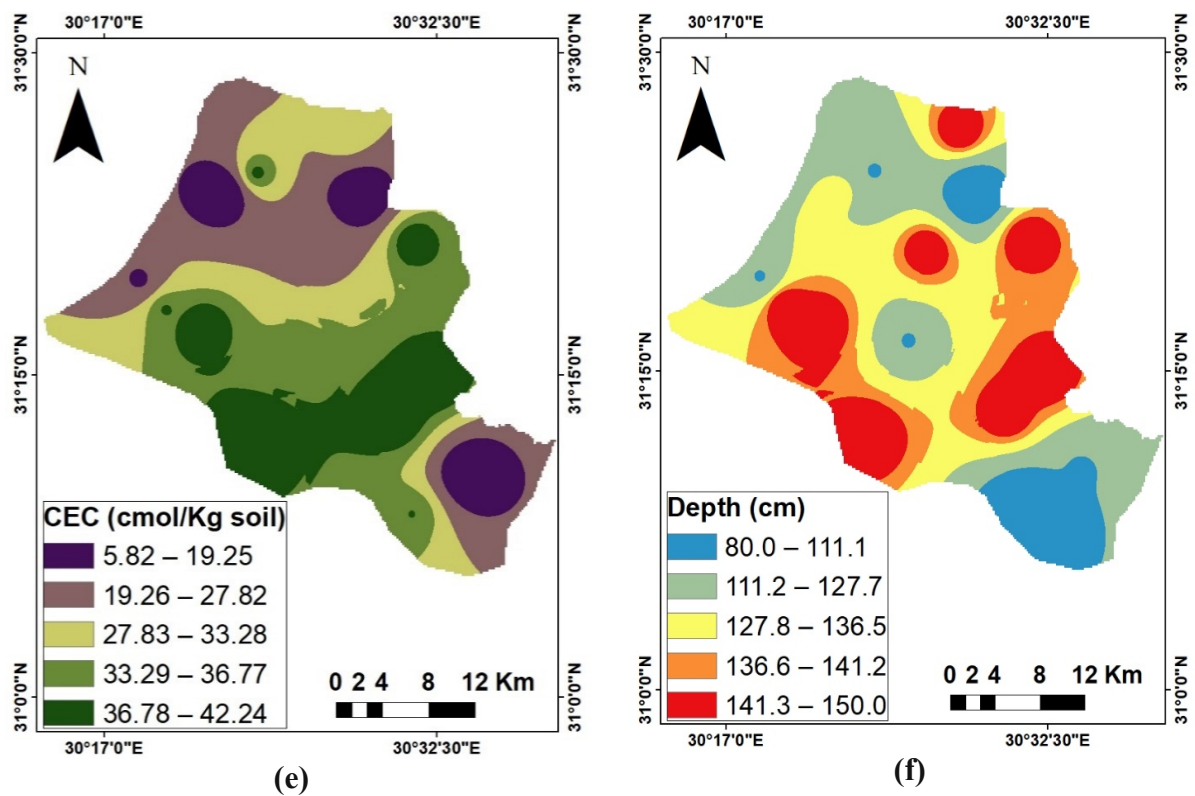 30°17'0"E
30°32'30"E
31°30'0"N
31°30'0"N
N
31°15'0"N
31°15'0"N
CEC (cmol/Kg soil)
5.82 – 19.25
19.26 – 27.82
27.83 – 33.28
33.29 – 36.77
36.78 – 42.24
0 2 4 8 12 Km
31°0'0"N
31°0'0"N
30°17'0"E
30°32'30"E
(e)
30°17'0"E
30°32'30"E
31°30'0"N
31°30'0"N
N
31°15'0"N
31°15'0"N
Depth (cm)
80.0 – 111.1
111.2 – 127.7
127.8 – 136.5
136.6 – 141.2
141.3 – 150.0
0 2 4 8 12 Km
31°0'0"N
31°0'0"N
30°17'0"E
30°32'30"E
(f)